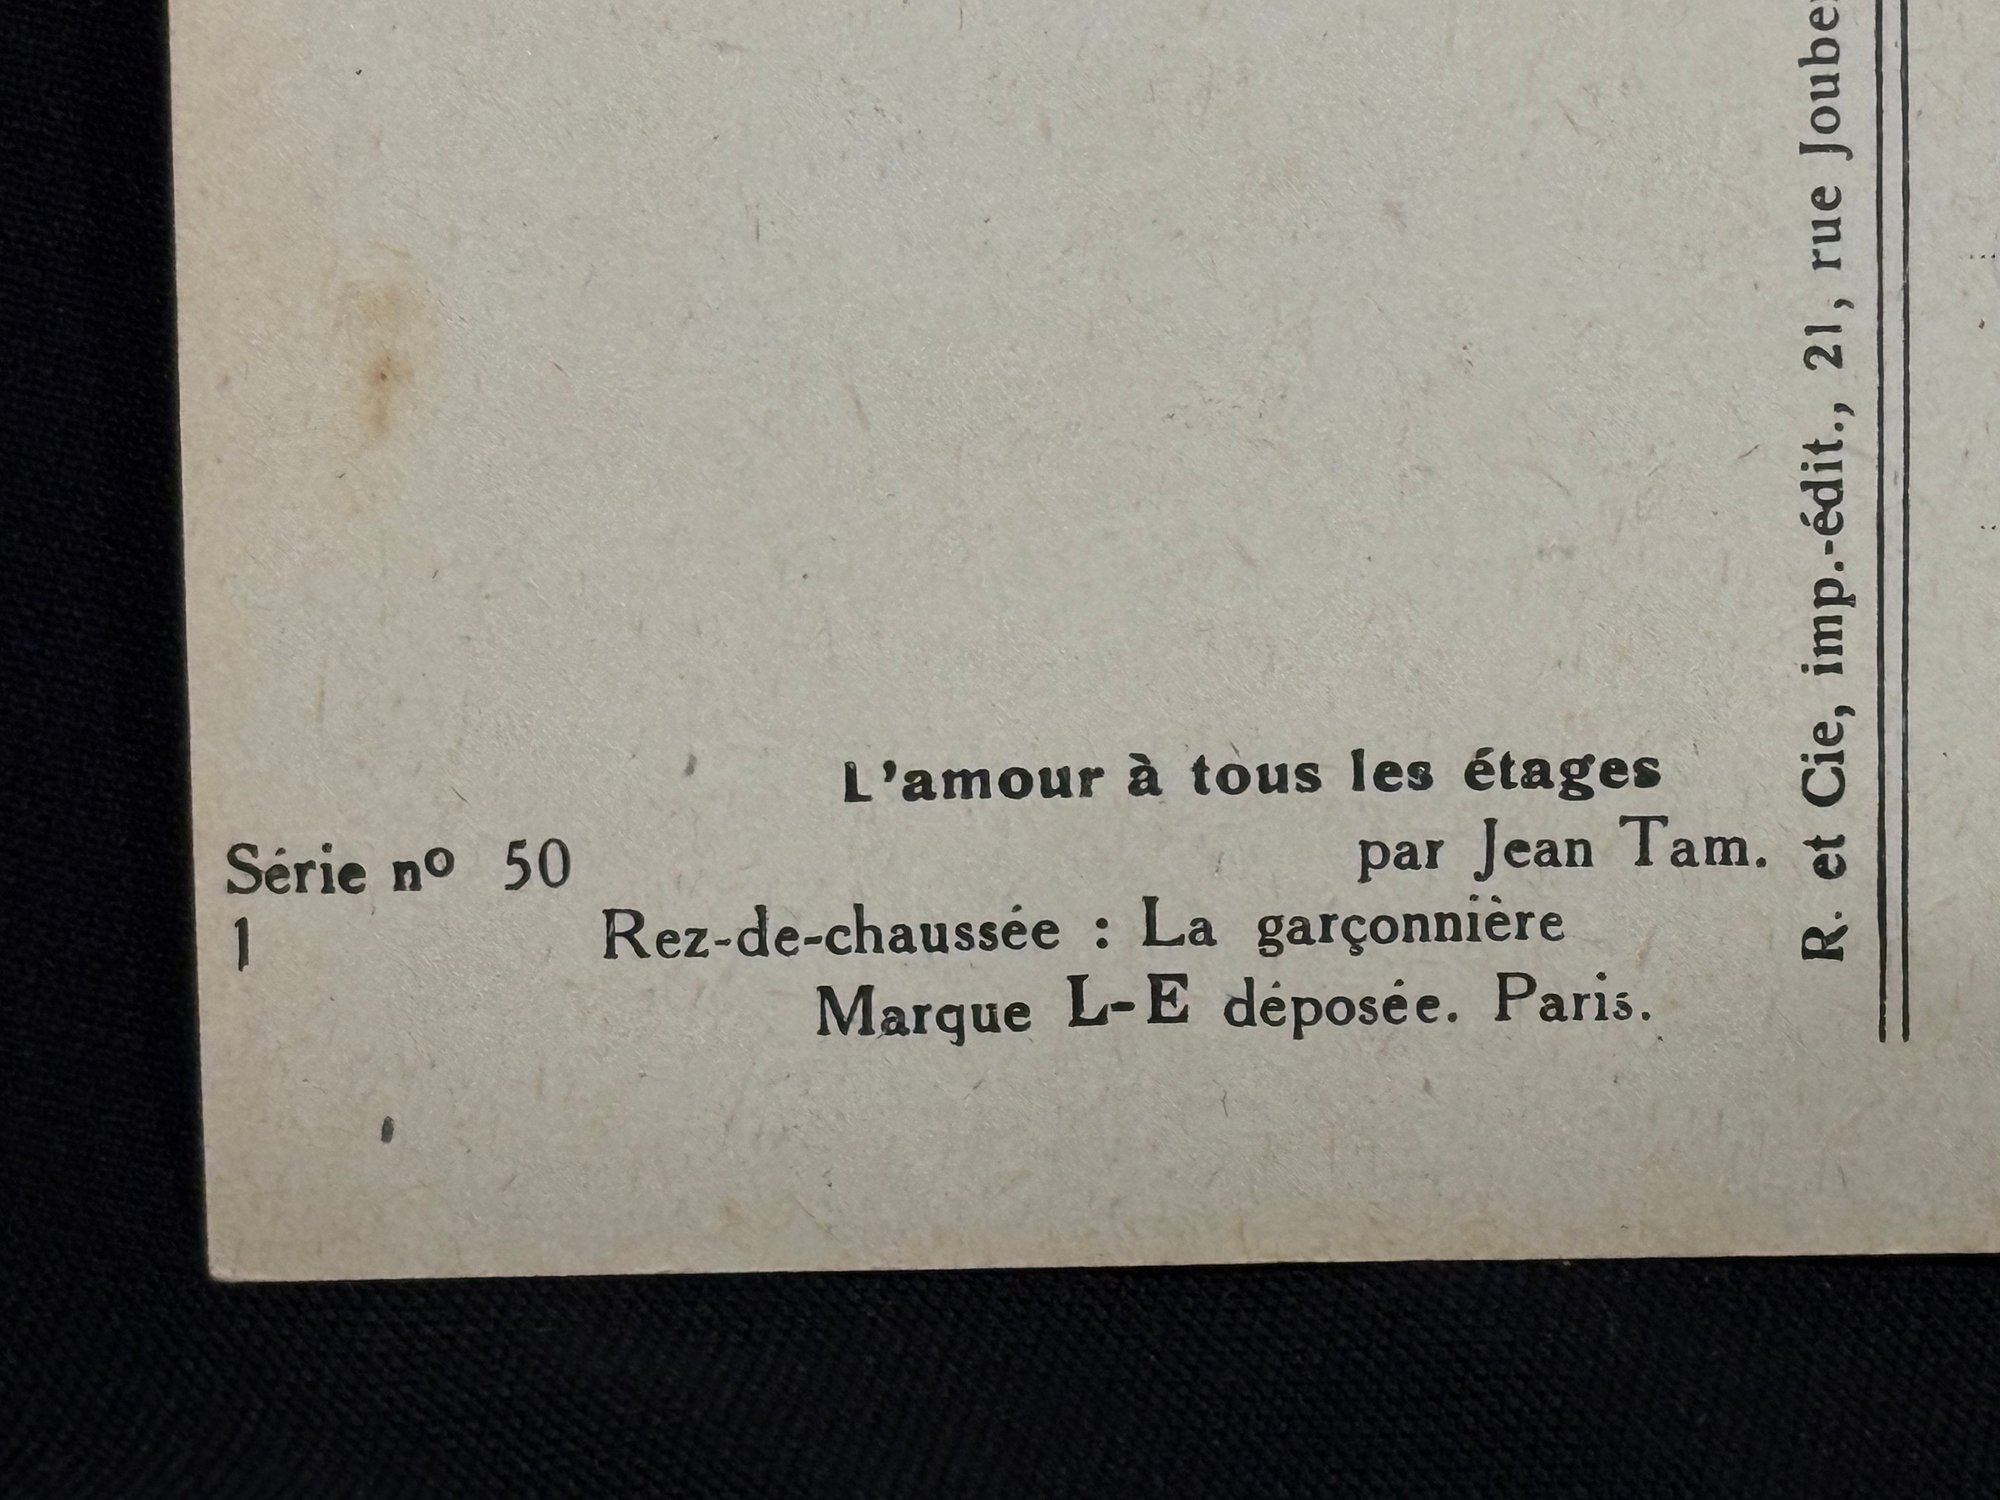 L'amour à tous les étages
par Jean Tam.
Série nº 50
1 Rez-de-chaussée : La garçonnière
Marque L-E déposée. Paris.
R. et Cie, imp.-édit., 21, rue